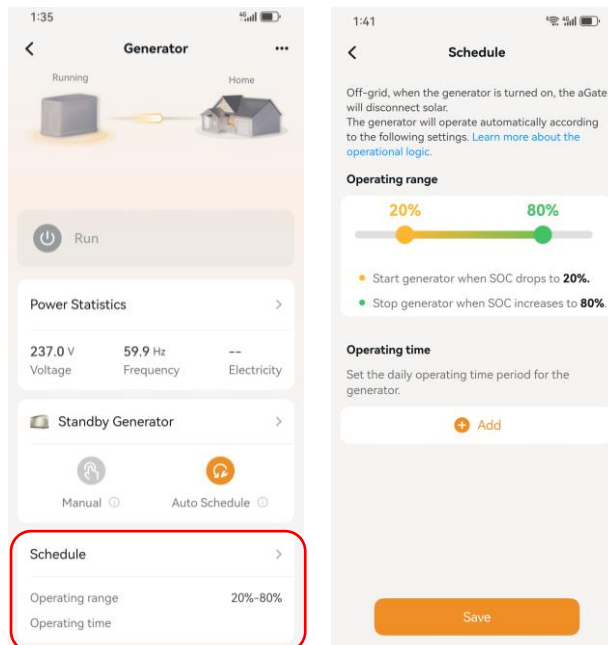 1:35
4G
Generator
Running
Home
Run
Power Statistics
237.0 V
59.9 Hz
--
Voltage
Frequency
Electricity
Standby Generator
Manual
Auto Schedule
Schedule
Operating range
20%-80%
Operating time
1:41
4G
Schedule
Off-grid, when the generator is turned on, the aGate
will disconnect solar.
The generator will operate automatically according
to the following settings. Learn more about the
operational logic.
Operating range
20%
80%
Start generator when SOC drops to 20%.
Stop generator when SOC increases to 80%.
Operating time
Set the daily operating time period for the
generator.
Add
Save